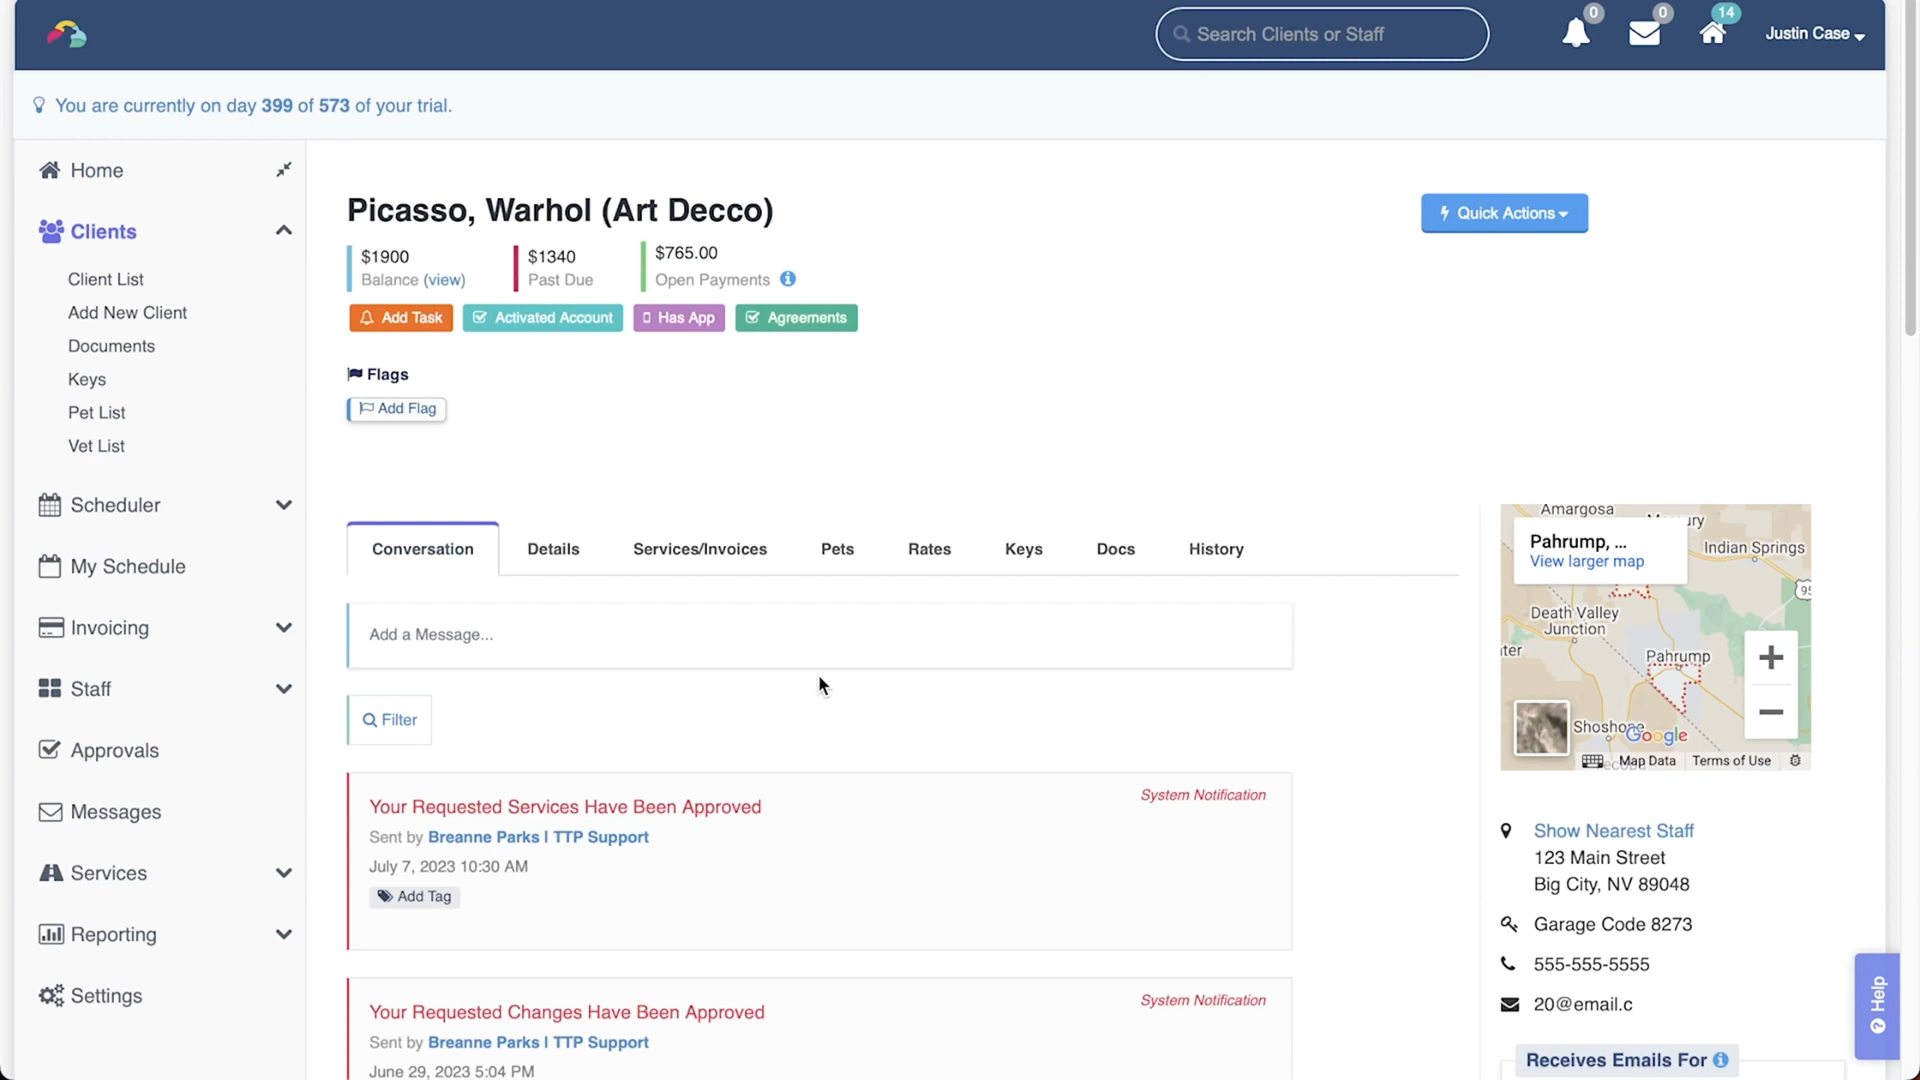 Search Clients or Staff
0
0
14
Justin Case
You are currently on day 399 of 573 of your trial.
Home
Clients
Client List
Add New Client
Documents
Keys
Pet List
Vet List
Scheduler
My Schedule
Invoicing
Staff
Approvals
Messages
Services
Reporting
Settings
Picasso, Warhol (Art Decco)
Quick Actions
$1900
Balance (view)
$1340
Past Due
$765.00
Open Payments
Add Task
Activated Account
Has App
Agreements
Flags
Add Flag
Conversation
Details
Services/Invoices
Pets
Rates
Keys
Docs
History
Add a Message...
Filter
Your Requested Services Have Been Approved
System Notification
Sent by Breanne Parks | TTP Support
July 7, 2023 10:30 AM
Add Tag
Your Requested Changes Have Been Approved
System Notification
Sent by Breanne Parks | TTP Support
June 29, 2023 5:04 PM
Amargosa
Pahrump, ...
View larger map
Indian Springs
95
Death Valley
Junction
Pahrump
Shoshone
Google
Map Data
Terms of Use
Show Nearest Staff
123 Main Street
Big City, NV 89048
Garage Code 8273
555-555-5555
20@email.c
Receives Emails For
Help